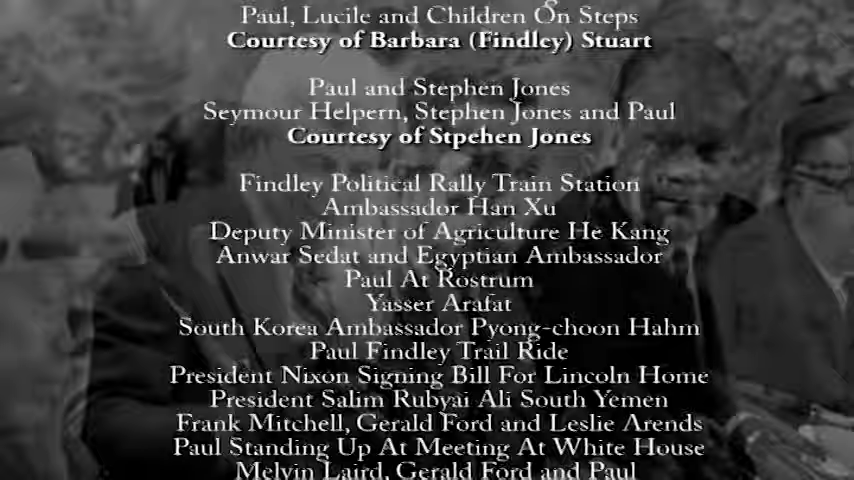 Paul, Lucile and Children On Steps
Courtesy of Barbara (Findley) Stuart
Paul and Stephen Jones
Seymour Helpern, Stephen Jones and Paul
Courtesy of Stpehen Jones
Findley Political Rally Train Station
Ambassador Han Xu
Deputy Minister of Agriculture He Kang
Anwar Sedat and Egyptian Ambassador
Paul At Rostrum
Yasser Arafat
South Korea Ambassador Pyong-choon Hahm
Paul Findley Trail Ride
President Nixon Signing Bill For Lincoln Home
President Salim Rubyai Ali South Yemen
Frank Mitchell, Gerald Ford and Leslie Arends
Paul Standing Up At Meeting At White House
Melvin Laird, Gerald Ford and Paul